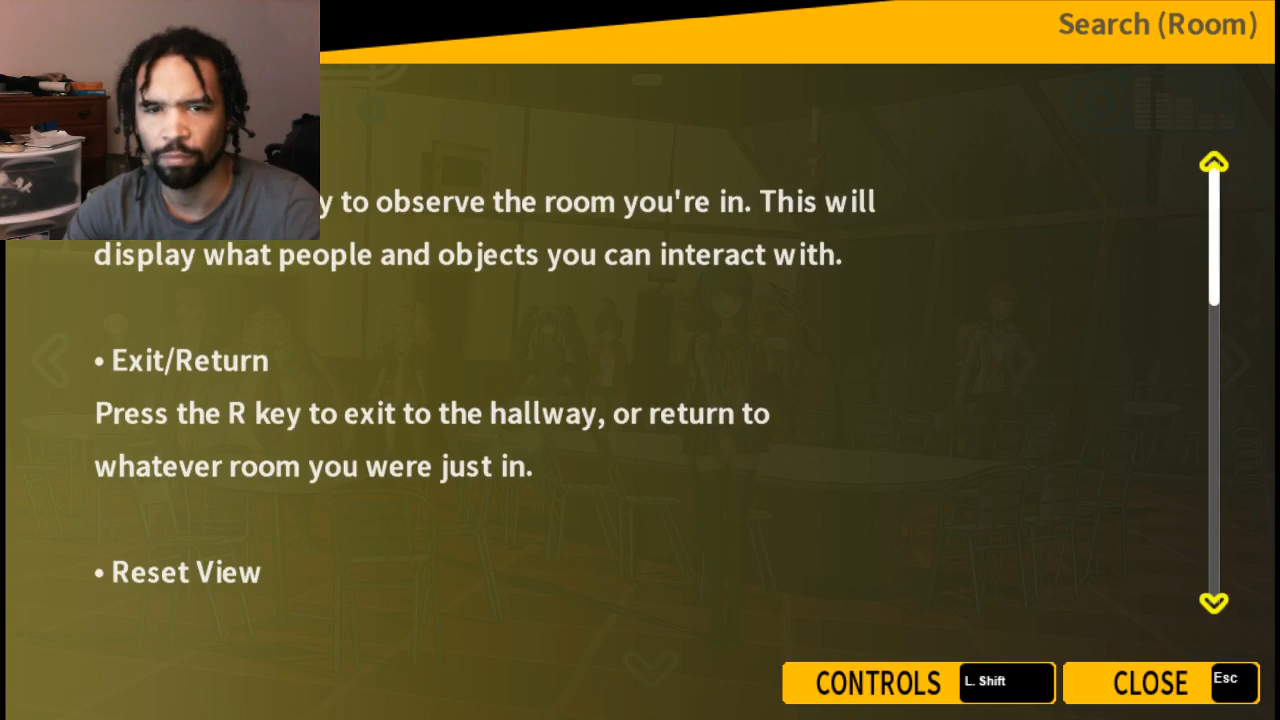 Search (Room)
y to observe the room you're in. This will
display what people and objects you can interact with.
• Exit/Return
Press the R key to exit to the hallway, or return to
whatever room you were just in.
• Reset View
CONTROLS L. Shift
CLOSE Esc